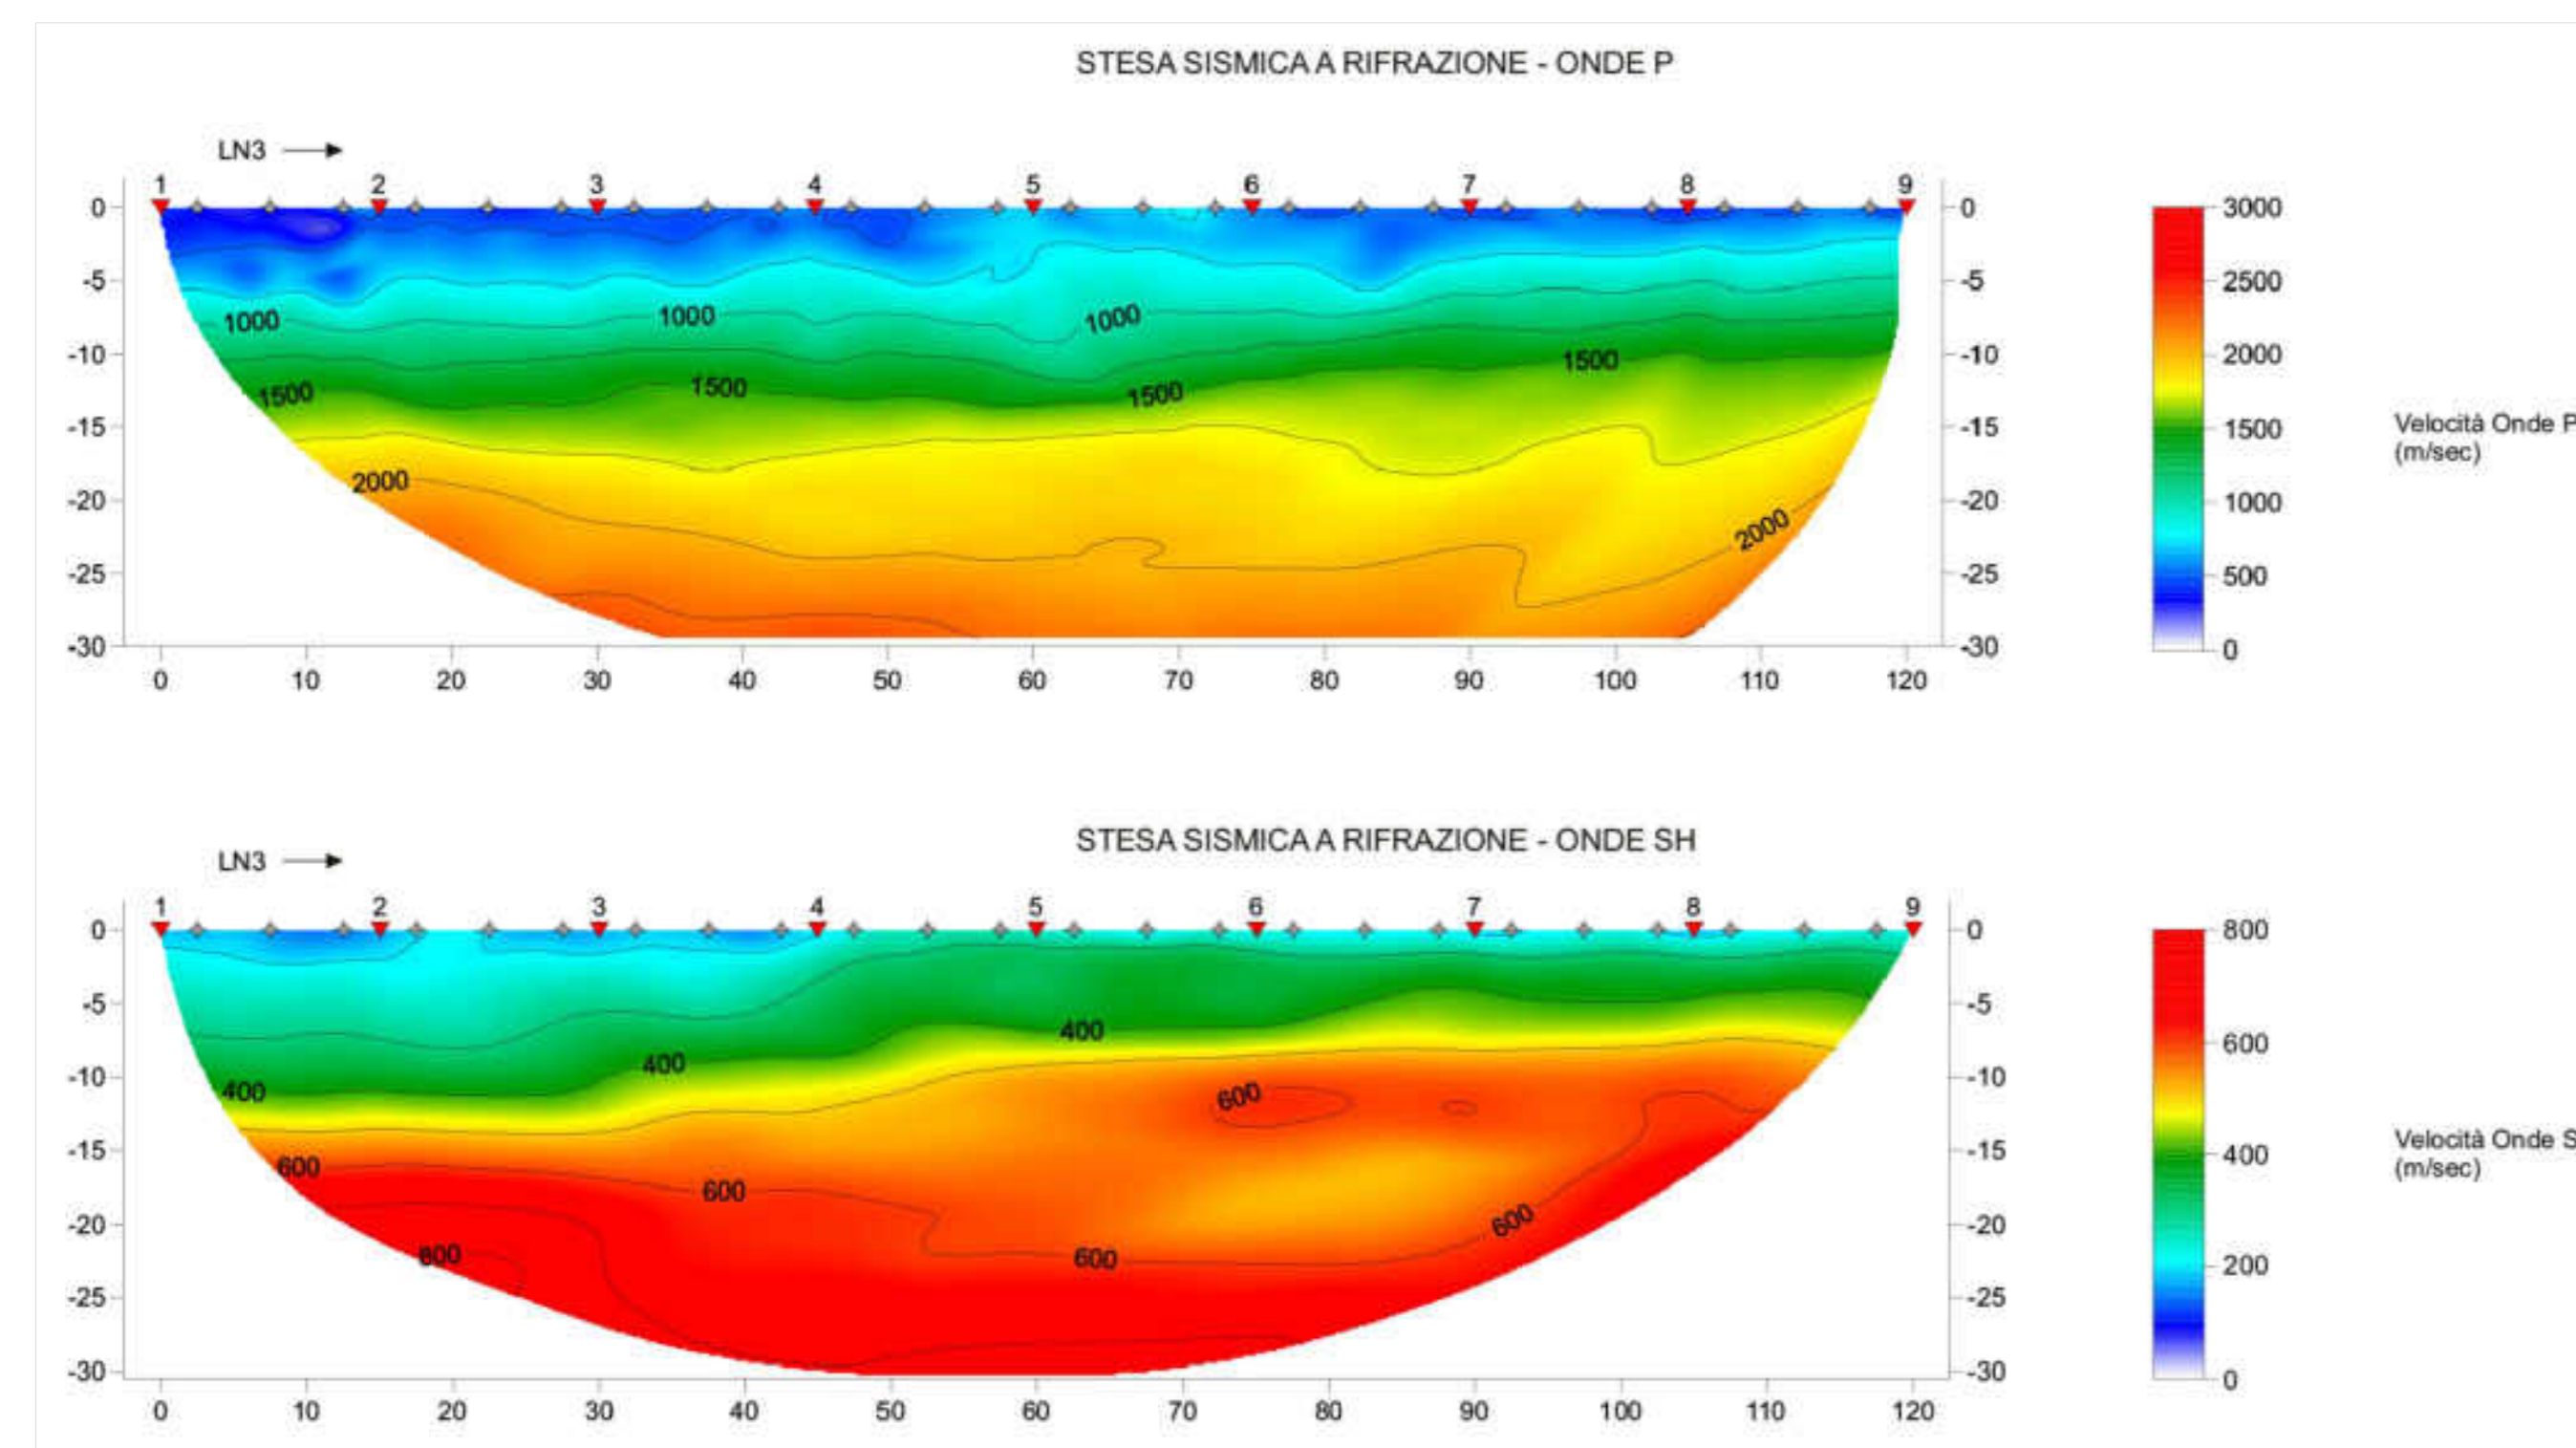 STESA SISMICA A RIFRAZIONE - ONDE P
LN3
1 2 3 4 5 6 7 8 9
0 0
-5 -5
-10 -10
-15 -15
-20 -20
-25 -25
-30 -30
1000 1000 1000
1500 1500 1500 1500
2000 2000
0 10 20 30 40 50 60 70 80 90 100 110 120
3000
2500
2000
1500
1000
500
0
Velocità Onde P
(m/sec)
STESA SISMICA A RIFRAZIONE - ONDE SH
LN3
1 2 3 4 5 6 7 8 9
0 0
-5 -5
-10 -10
-15 -15
-20 -20
-25 -25
-30 -30
400 400 400
600
600 600 600 600
800
0 10 20 30 40 50 60 70 80 90 100 110 120
800
600
400
200
0
Velocità Onde S
(m/sec)